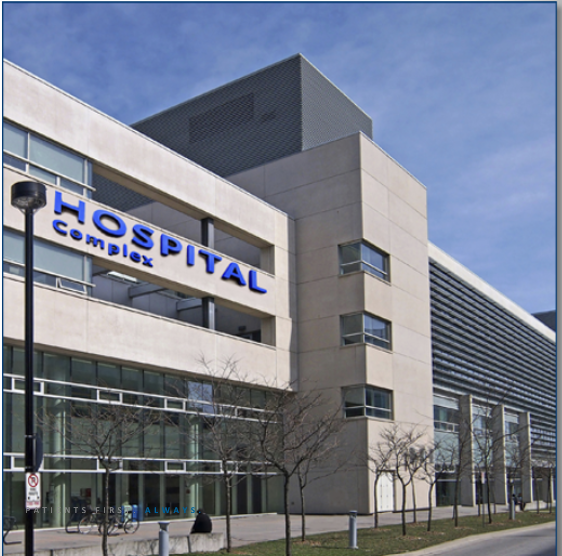 HOSPITAL
Complex
PATIENTS FIRST ALWAYS